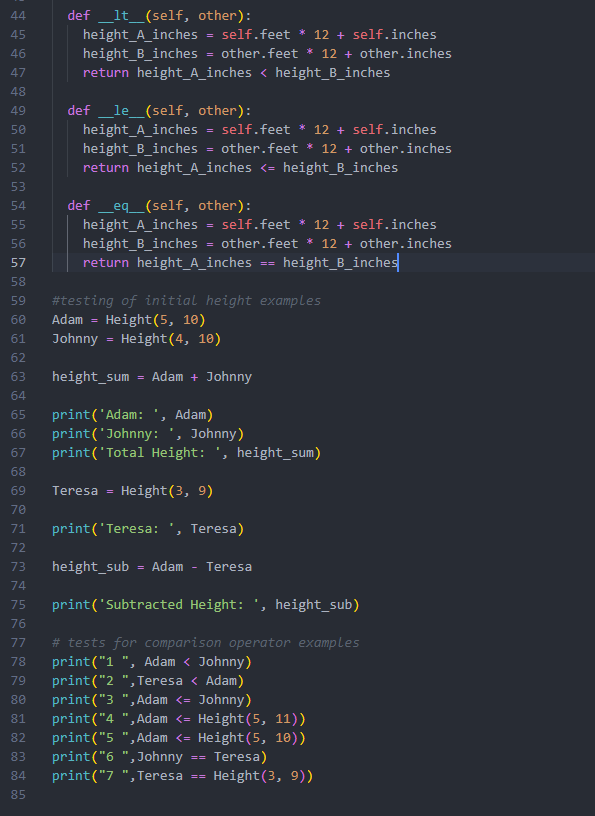 44 def __lt__(self, other):
45 height_A_inches = self.feet * 12 + self.inches
46 height_B_inches = other.feet * 12 + other.inches
47 return height_A_inches < height_B_inches
48
49 def __le__(self, other):
50 height_A_inches = self.feet * 12 + self.inches
51 height_B_inches = other.feet * 12 + other.inches
52 return height_A_inches <= height_B_inches
53
54 def __eq__(self, other):
55 height_A_inches = self.feet * 12 + self.inches
56 height_B_inches = other.feet * 12 + other.inches
57 return height_A_inches == height_B_inches
58
59 #testing of initial height examples
60 Adam = Height(5, 10)
61 Johnny = Height(4, 10)
62
63 height_sum = Adam + Johnny
64
65 print('Adam: ', Adam)
66 print('Johnny: ', Johnny)
67 print('Total Height: ', height_sum)
68
69 Teresa = Height(3, 9)
70
71 print('Teresa: ', Teresa)
72
73 height_sub = Adam - Teresa
74
75 print('Subtracted Height: ', height_sub)
76
77 # tests for comparison operator examples
78 print("1 ", Adam < Johnny)
79 print("2 ",Teresa < Adam)
80 print("3 ",Adam <= Johnny)
81 print("4 ",Adam <= Height(5, 11))
82 print("5 ",Adam <= Height(5, 10))
83 print("6 ",Johnny == Teresa)
84 print("7 ",Teresa == Height(3, 9))
85